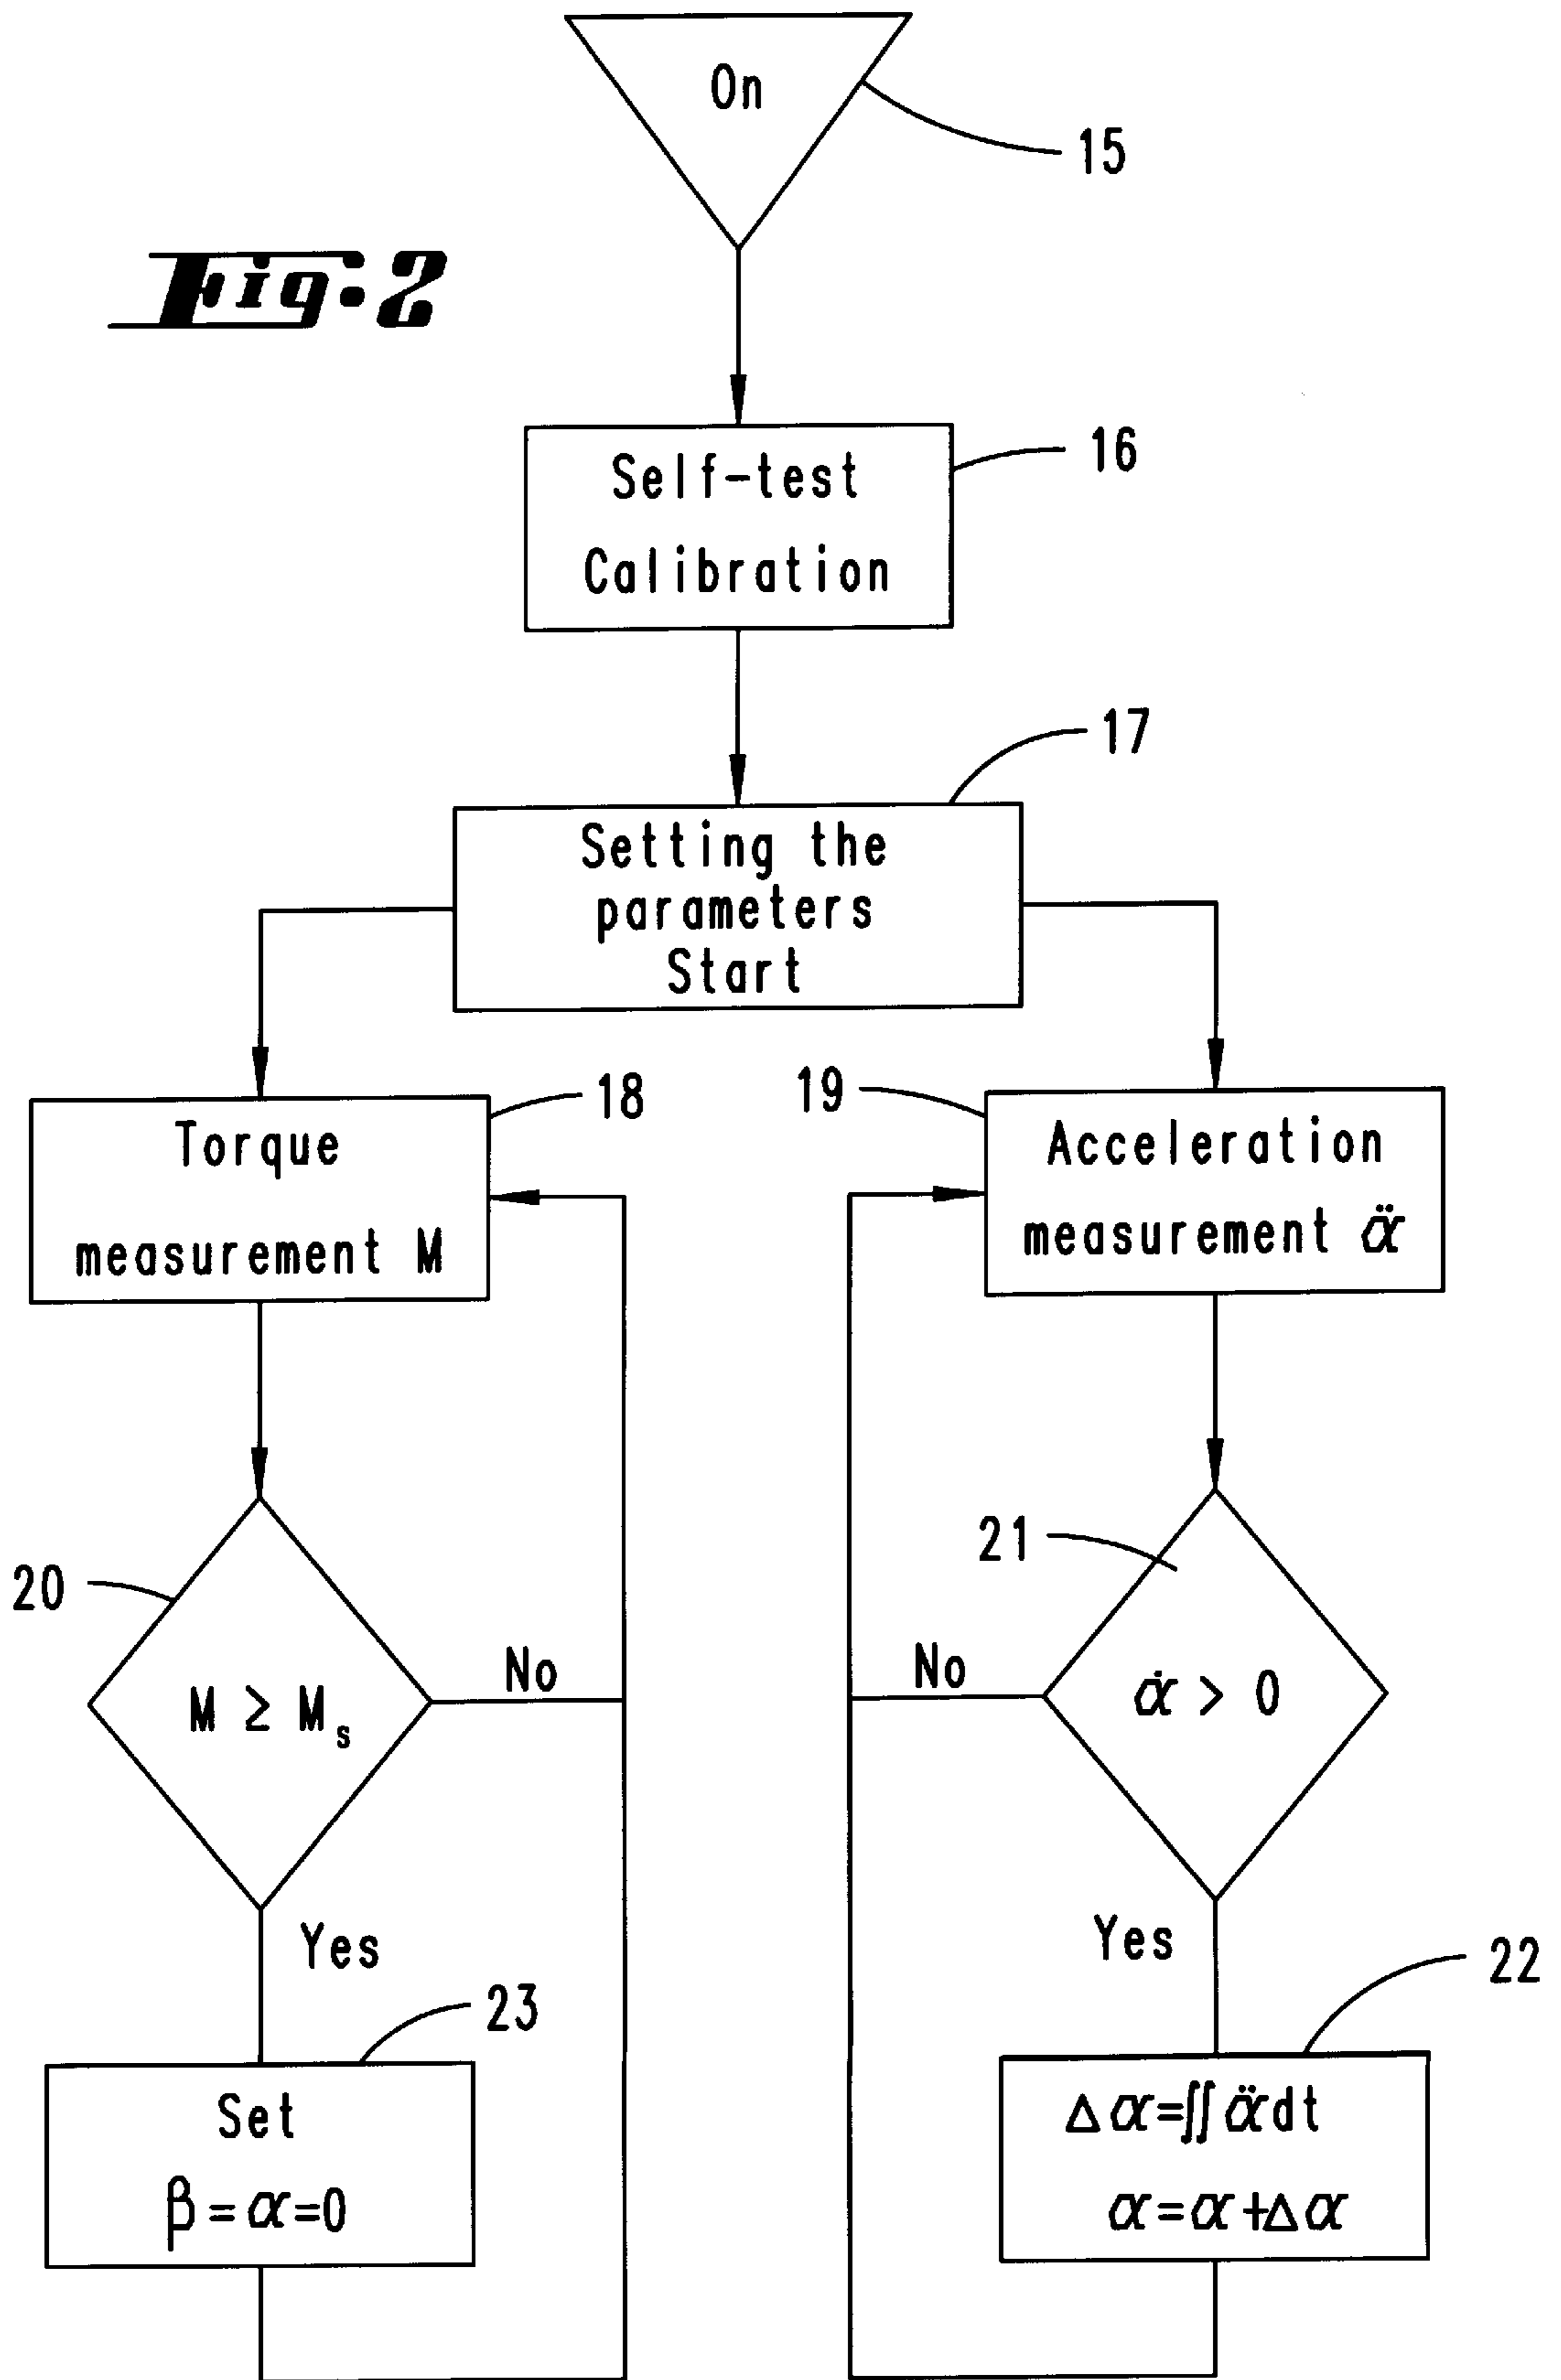 On
15
Fig. 2
Self-test
Calibration
16
Setting the
parameters
Start
17
Torque
measurement M
18
19
Acceleration
measurement α̈
20
M ≥ Mₛ
No
Yes
21
α̇ > 0
No
Yes
23
Set
β=α=0
22
Δα=∬α̈dt
α=α+Δα